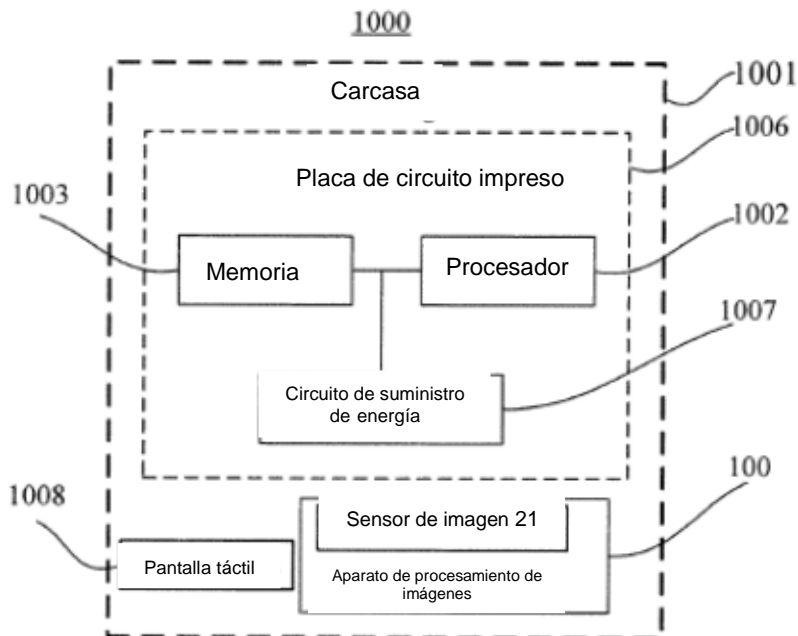 1000
1001
Carcasa
1006
Placa de circuito impreso
1003
1002
Memoria
Procesador
1007
Circuito de suministro
de energía
1008
100
Sensor de imagen 21
Pantalla táctil
Aparato de procesamiento de
imágenes